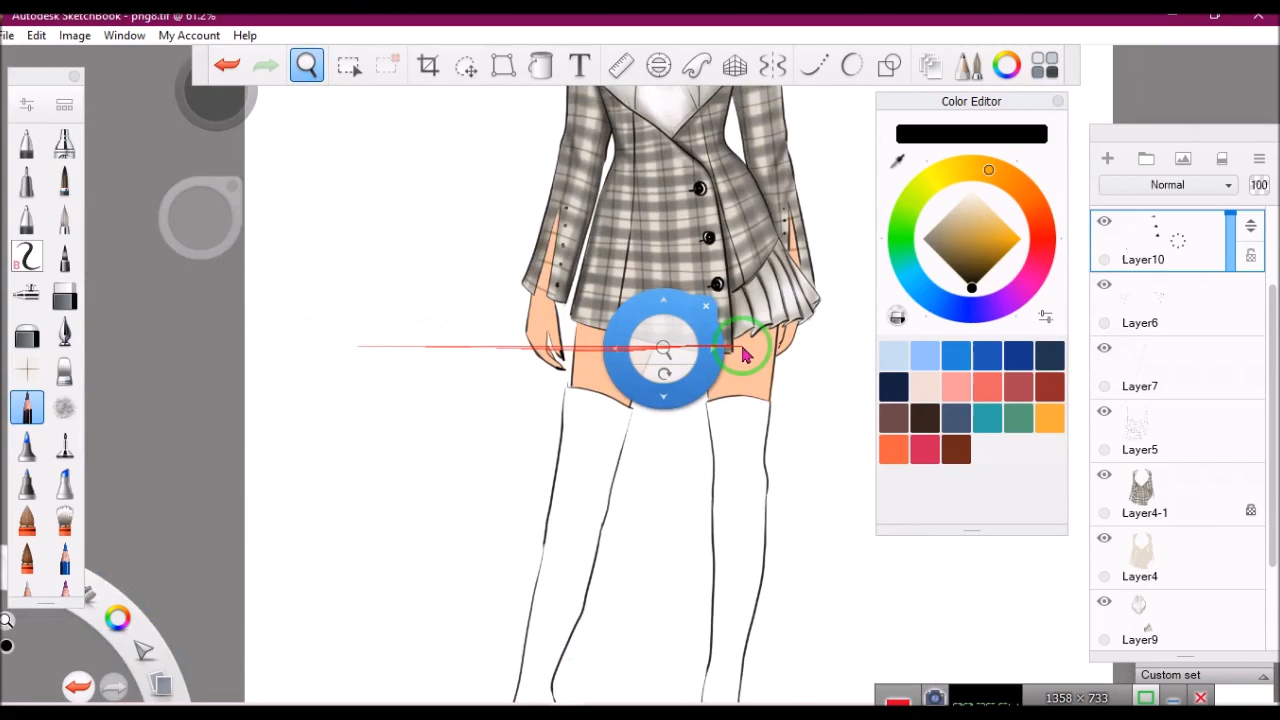 Autodesk SketchBook - png8.tif @ 61.2%
File Edit Image Window My Account Help
T
Color Editor
Normal
100
Layer10
Layer6
Layer7
Layer5
Layer4-1
Layer4
Layer9
B
Custom set
1358 × 733